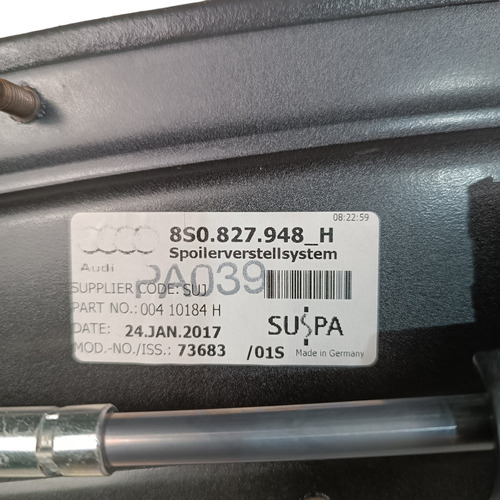 08:22:59
8S0.827.948_H
Spoilerverstellsystem
Audi
PA039
SUPPLIER CODE: SUJ
PART NO.: 004 10184 H
DATE: 24.JAN.2017
SUSPA
MOD.-NO./ISS.: 73683 /01S
Made in Germany